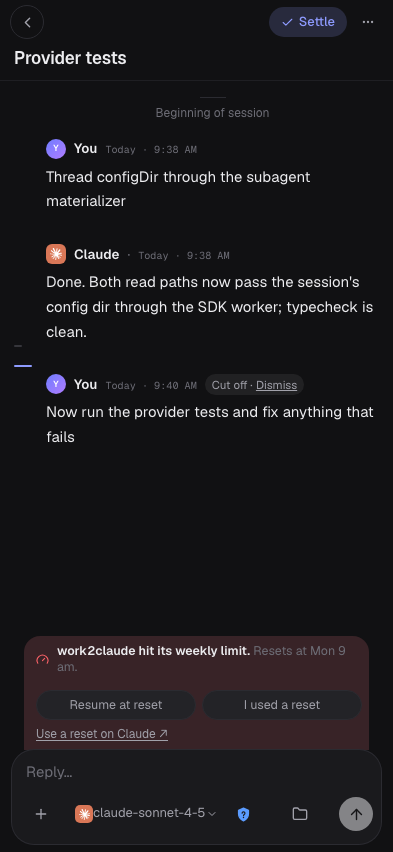 Settle
Provider tests
Beginning of session
Y You Today · 9:38 AM
Thread configDir through the subagent
materializer
Claude · Today · 9:38 AM
Done. Both read paths now pass the session's
config dir through the SDK worker; typecheck is
clean.
Y You Today · 9:40 AM Cut off · Dismiss
Now run the provider tests and fix anything that
fails
work2claude hit its weekly limit. Resets at Mon 9
am.
Resume at reset I used a reset
Use a reset on Claude ↗
Reply...
claude-sonnet-4-5